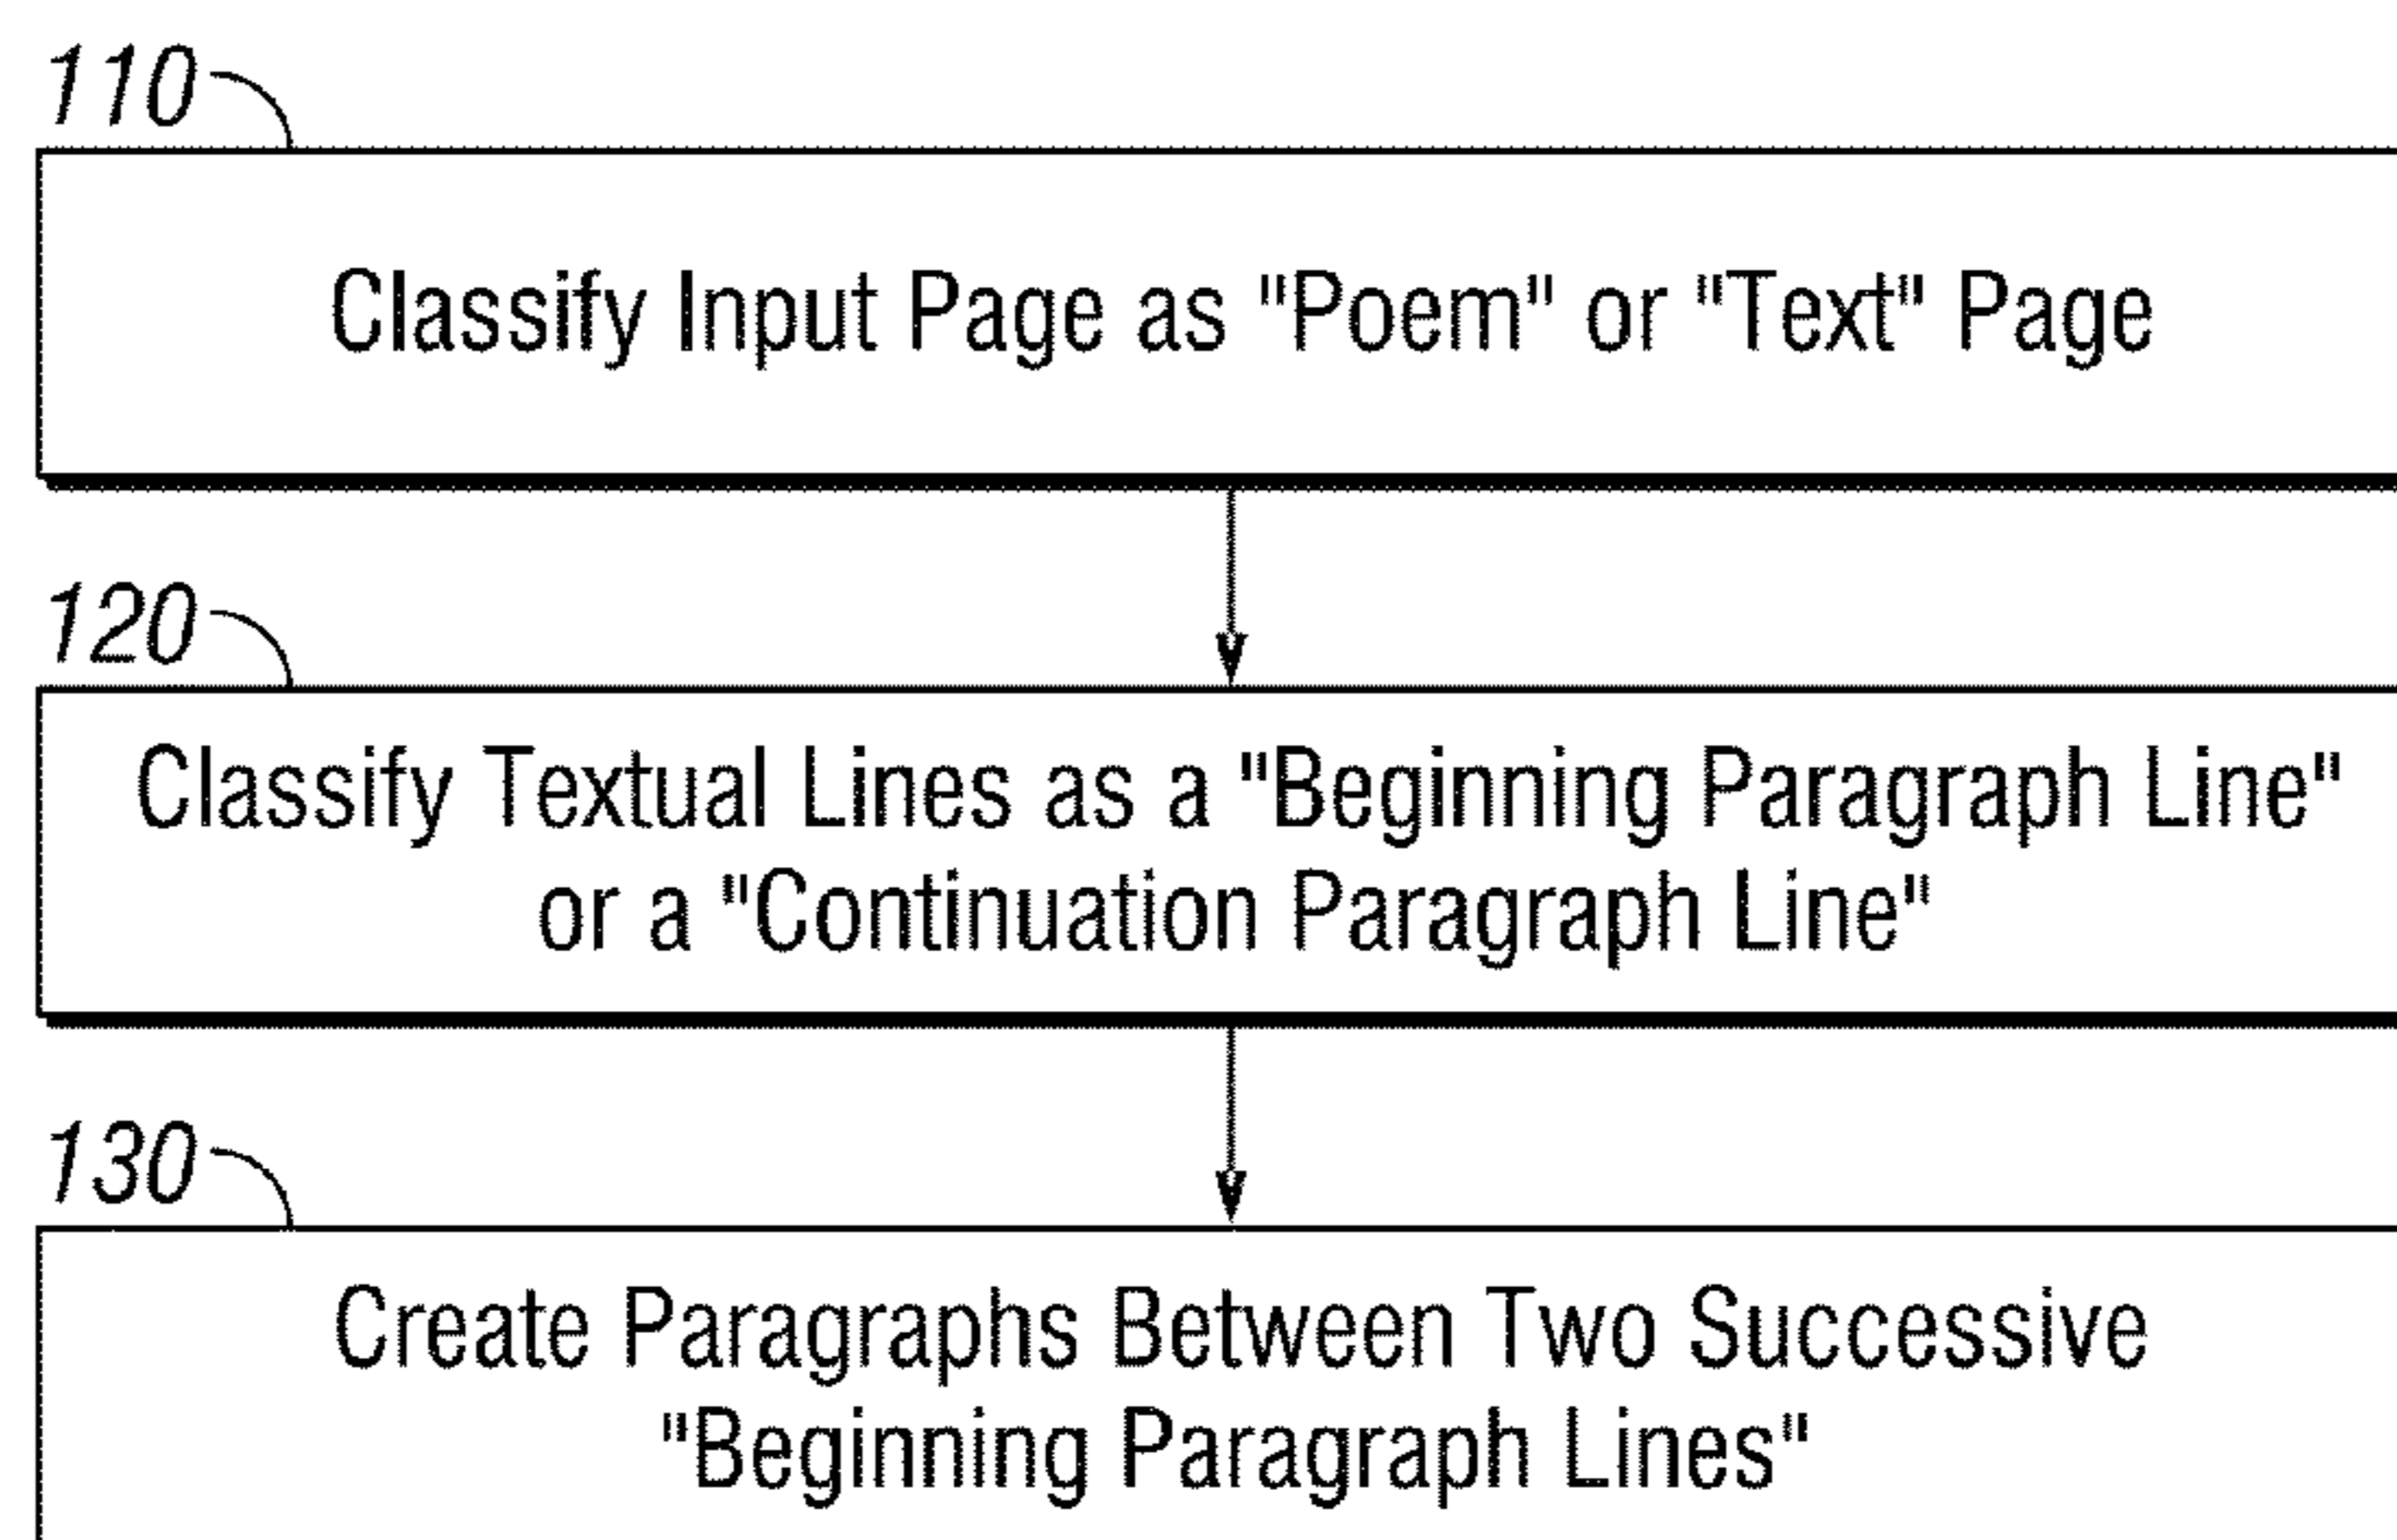 110
Classify Input Page as "Poem" or "Text" Page
120
Classify Textual Lines as a "Beginning Paragraph Line"
or a "Continuation Paragraph Line"
130
Create Paragraphs Between Two Successive
"Beginning Paragraph Lines"